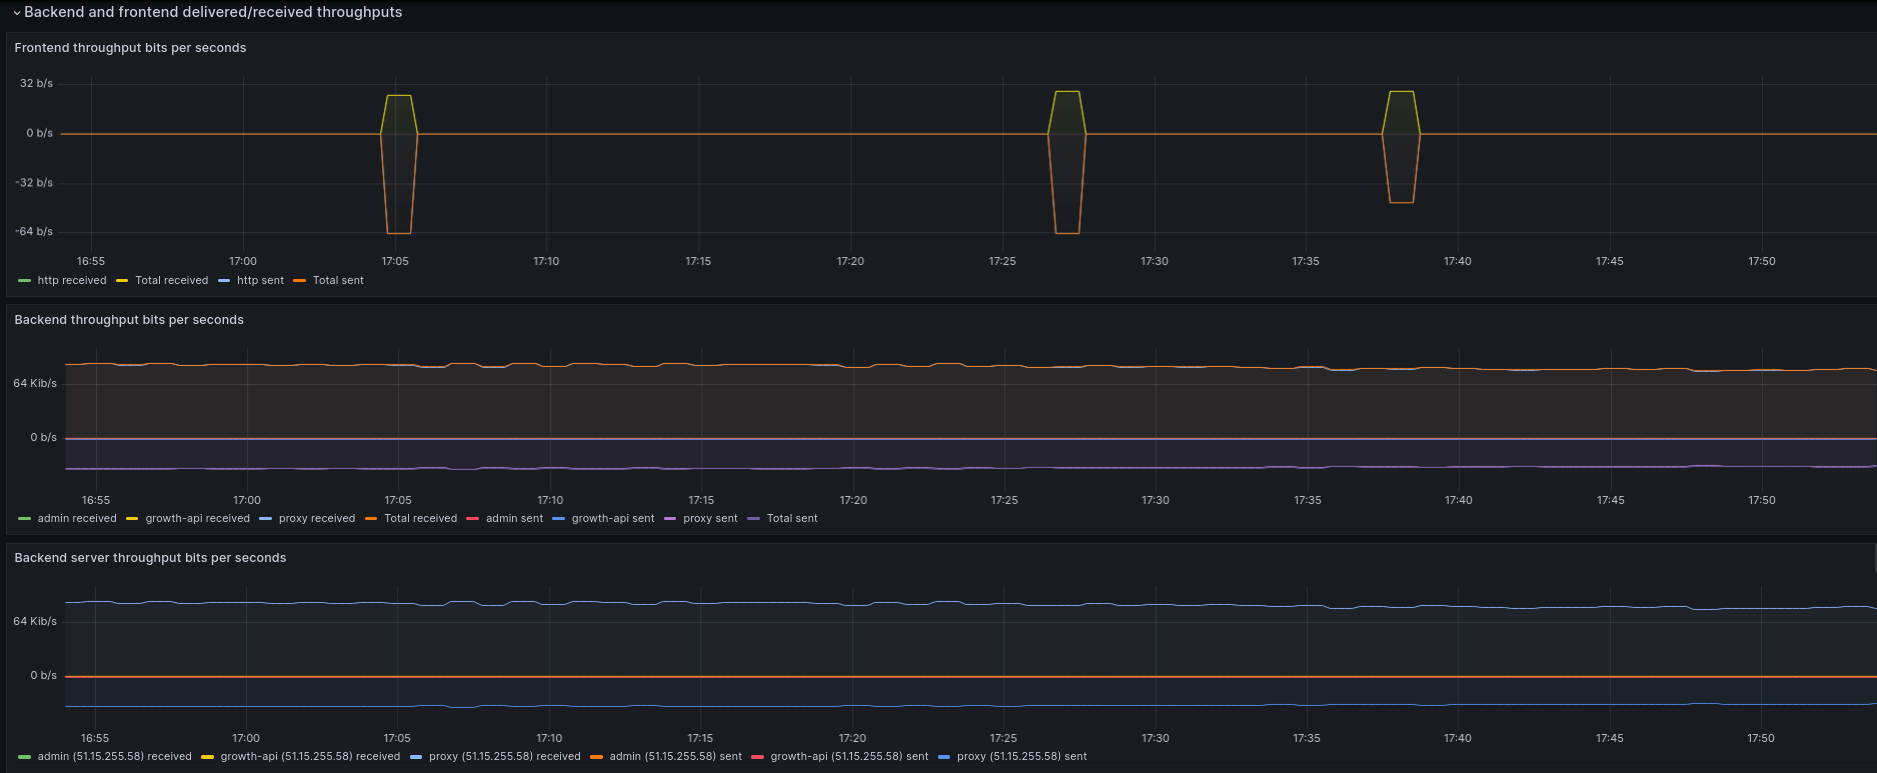 Backend and frontend delivered/received throughputs
Frontend throughput bits per seconds
32 b/s
0 b/s
-32 b/s
-64 b/s
16:55 17:00 17:05 17:10 17:15 17:20 17:25 17:30 17:35 17:40 17:45 17:50
http received Total received http sent Total sent
Backend throughput bits per seconds
64 Kib/s
0 b/s
16:55 17:00 17:05 17:10 17:15 17:20 17:25 17:30 17:35 17:40 17:45 17:50
admin received growth-api received proxy received Total received admin sent growth-api sent proxy sent Total sent
Backend server throughput bits per seconds
64 Kib/s
0 b/s
16:55 17:00 17:05 17:10 17:15 17:20 17:25 17:30 17:35 17:40 17:45 17:50
admin (51.15.255.58) received growth-api (51.15.255.58) received proxy (51.15.255.58) received admin (51.15.255.58) sent growth-api (51.15.255.58) sent proxy (51.15.255.58) sent